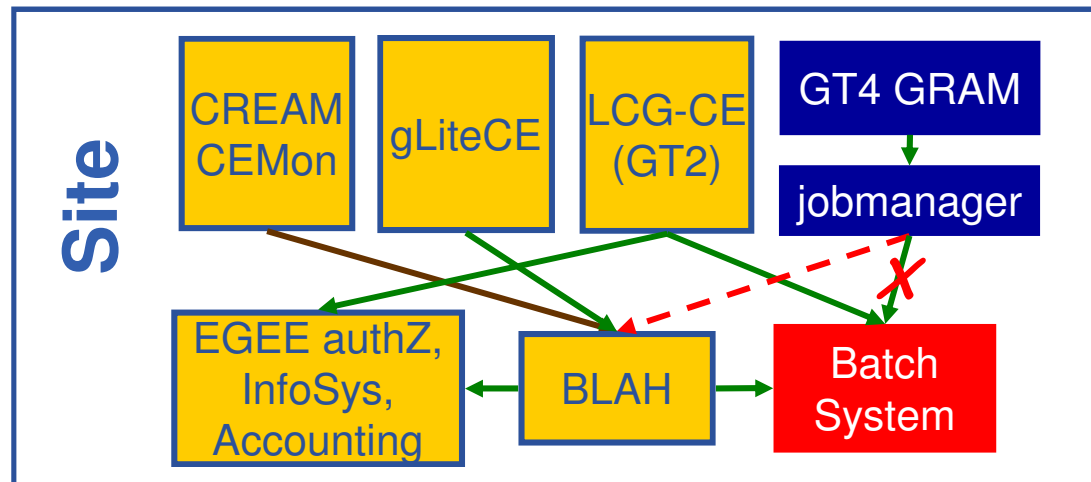 Site
CREAM
CEMon
gLiteCE
LCG-CE
(GT2)
GT4 GRAM
jobmanager
X
EGEE authZ,
InfoSys,
Accounting
BLAH
Batch
System